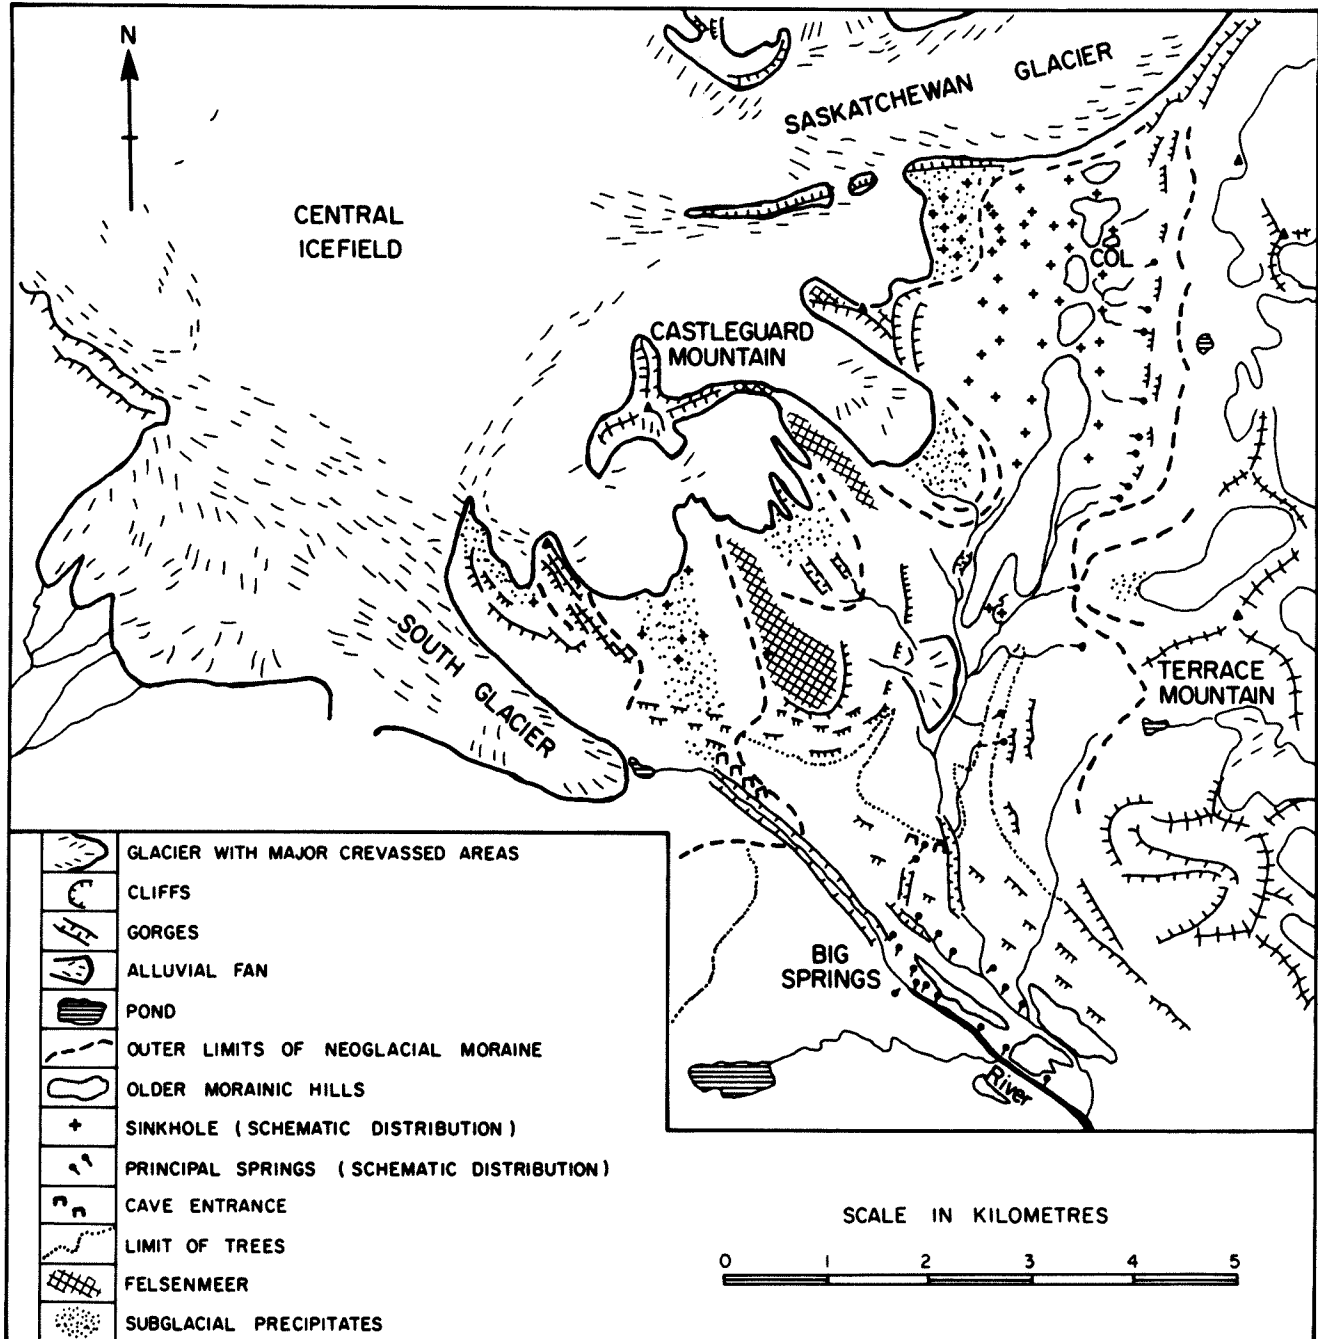 N
SASKATCHEWAN GLACIER
CENTRAL
ICEFIELD
COL
CASTLEGUARD
MOUNTAIN
SOUTH GLACIER
TERRACE
MOUNTAIN
BIG
SPRINGS
River
GLACIER WITH MAJOR CREVASSED AREAS
CLIFFS
GORGES
ALLUVIAL FAN
POND
OUTER LIMITS OF NEOGLACIAL MORAINE
OLDER MORAINIC HILLS
SINKHOLE (SCHEMATIC DISTRIBUTION)
PRINCIPAL SPRINGS (SCHEMATIC DISTRIBUTION)
CAVE ENTRANCE
LIMIT OF TREES
FELSENMEER
SUBGLACIAL PRECIPITATES
SCALE IN KILOMETRES
0 1 2 3 4 5